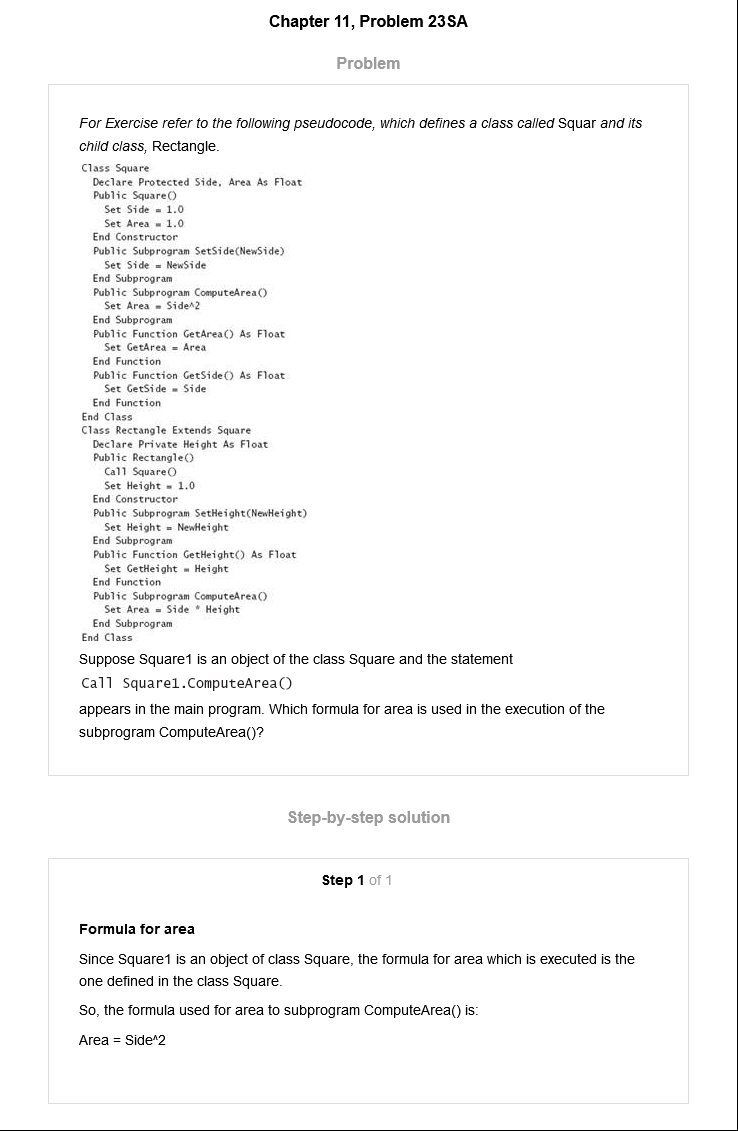 Chapter 11, Problem 23SA
Problem
For Exercise refer to the following pseudocode, which defines a class called Squar and its
child class, Rectangle.
Class Square
Declare Protected Side, Area As Float
Public Square()
Set Side = 1.0
Set Area = 1.0
End Constructor
Public Subprogram SetSide(NewSide)
Set Side = NewSide
End Subprogram
Public Subprogram ComputeArea()
Set Area = Side^2
End Subprogram
Public Function GetArea() As Float
Set GetArea = Area
End Function
Public Function GetSide() As Float
Set GetSide = Side
End Function
End Class
Class Rectangle Extends Square
Declare Private Height As Float
Public Rectangle()
Call Square()
Set Height = 1.0
End Constructor
Public Subprogram SetHeight(NewHeight)
Set Height = NewHeight
End Subprogram
Public Function GetHeight() As Float
Set GetHeight = Height
End Function
Public Subprogram ComputeArea()
Set Area = Side * Height
End Subprogram
End Class
Suppose Square1 is an object of the class Square and the statement
Call Square1.ComputeArea()
appears in the main program. Which formula for area is used in the execution of the
subprogram ComputeArea()?
Step-by-step solution
Step 1 of 1
Formula for area
Since Square1 is an object of class Square, the formula for area which is executed is the
one defined in the class Square.
So, the formula used for area to subprogram ComputeArea() is:
Area = Side^2